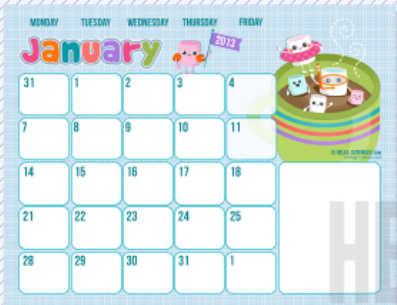 MONDAY TUESDAY WEDNESDAY THURSDAY FRIDAY
January 2013
31 1 2 3 4
7 8 9 10 11
14 15 16 17 18
21 22 23 24 25
28 29 30 31 1